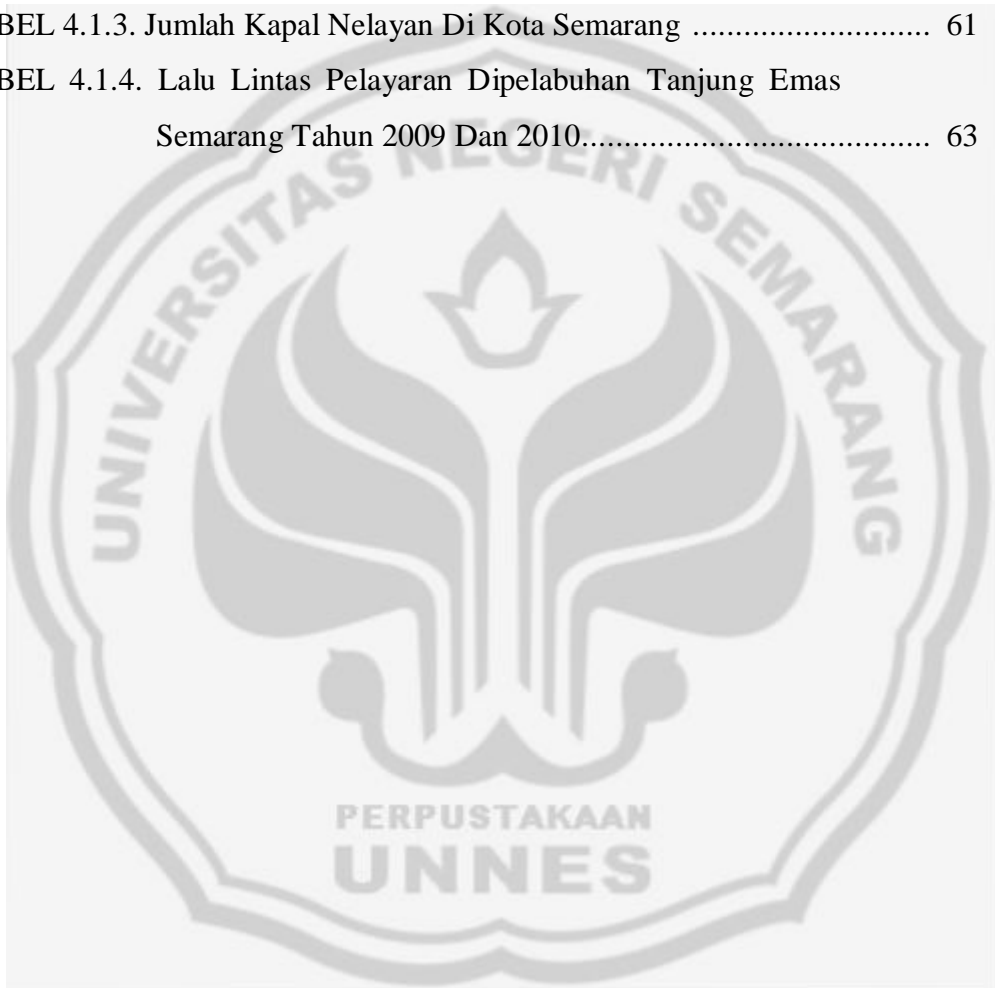 BEL 4.1.3. Jumlah Kapal Nelayan Di Kota Semarang ............................ 61
BEL 4.1.4. Lalu Lintas Pelayaran Dipelabuhan Tanjung Emas
Semarang Tahun 2009 Dan 2010......................................... 63
UNIVERSITAS NEGERI SEMARANG
PERPUSTAKAAN
UNNES